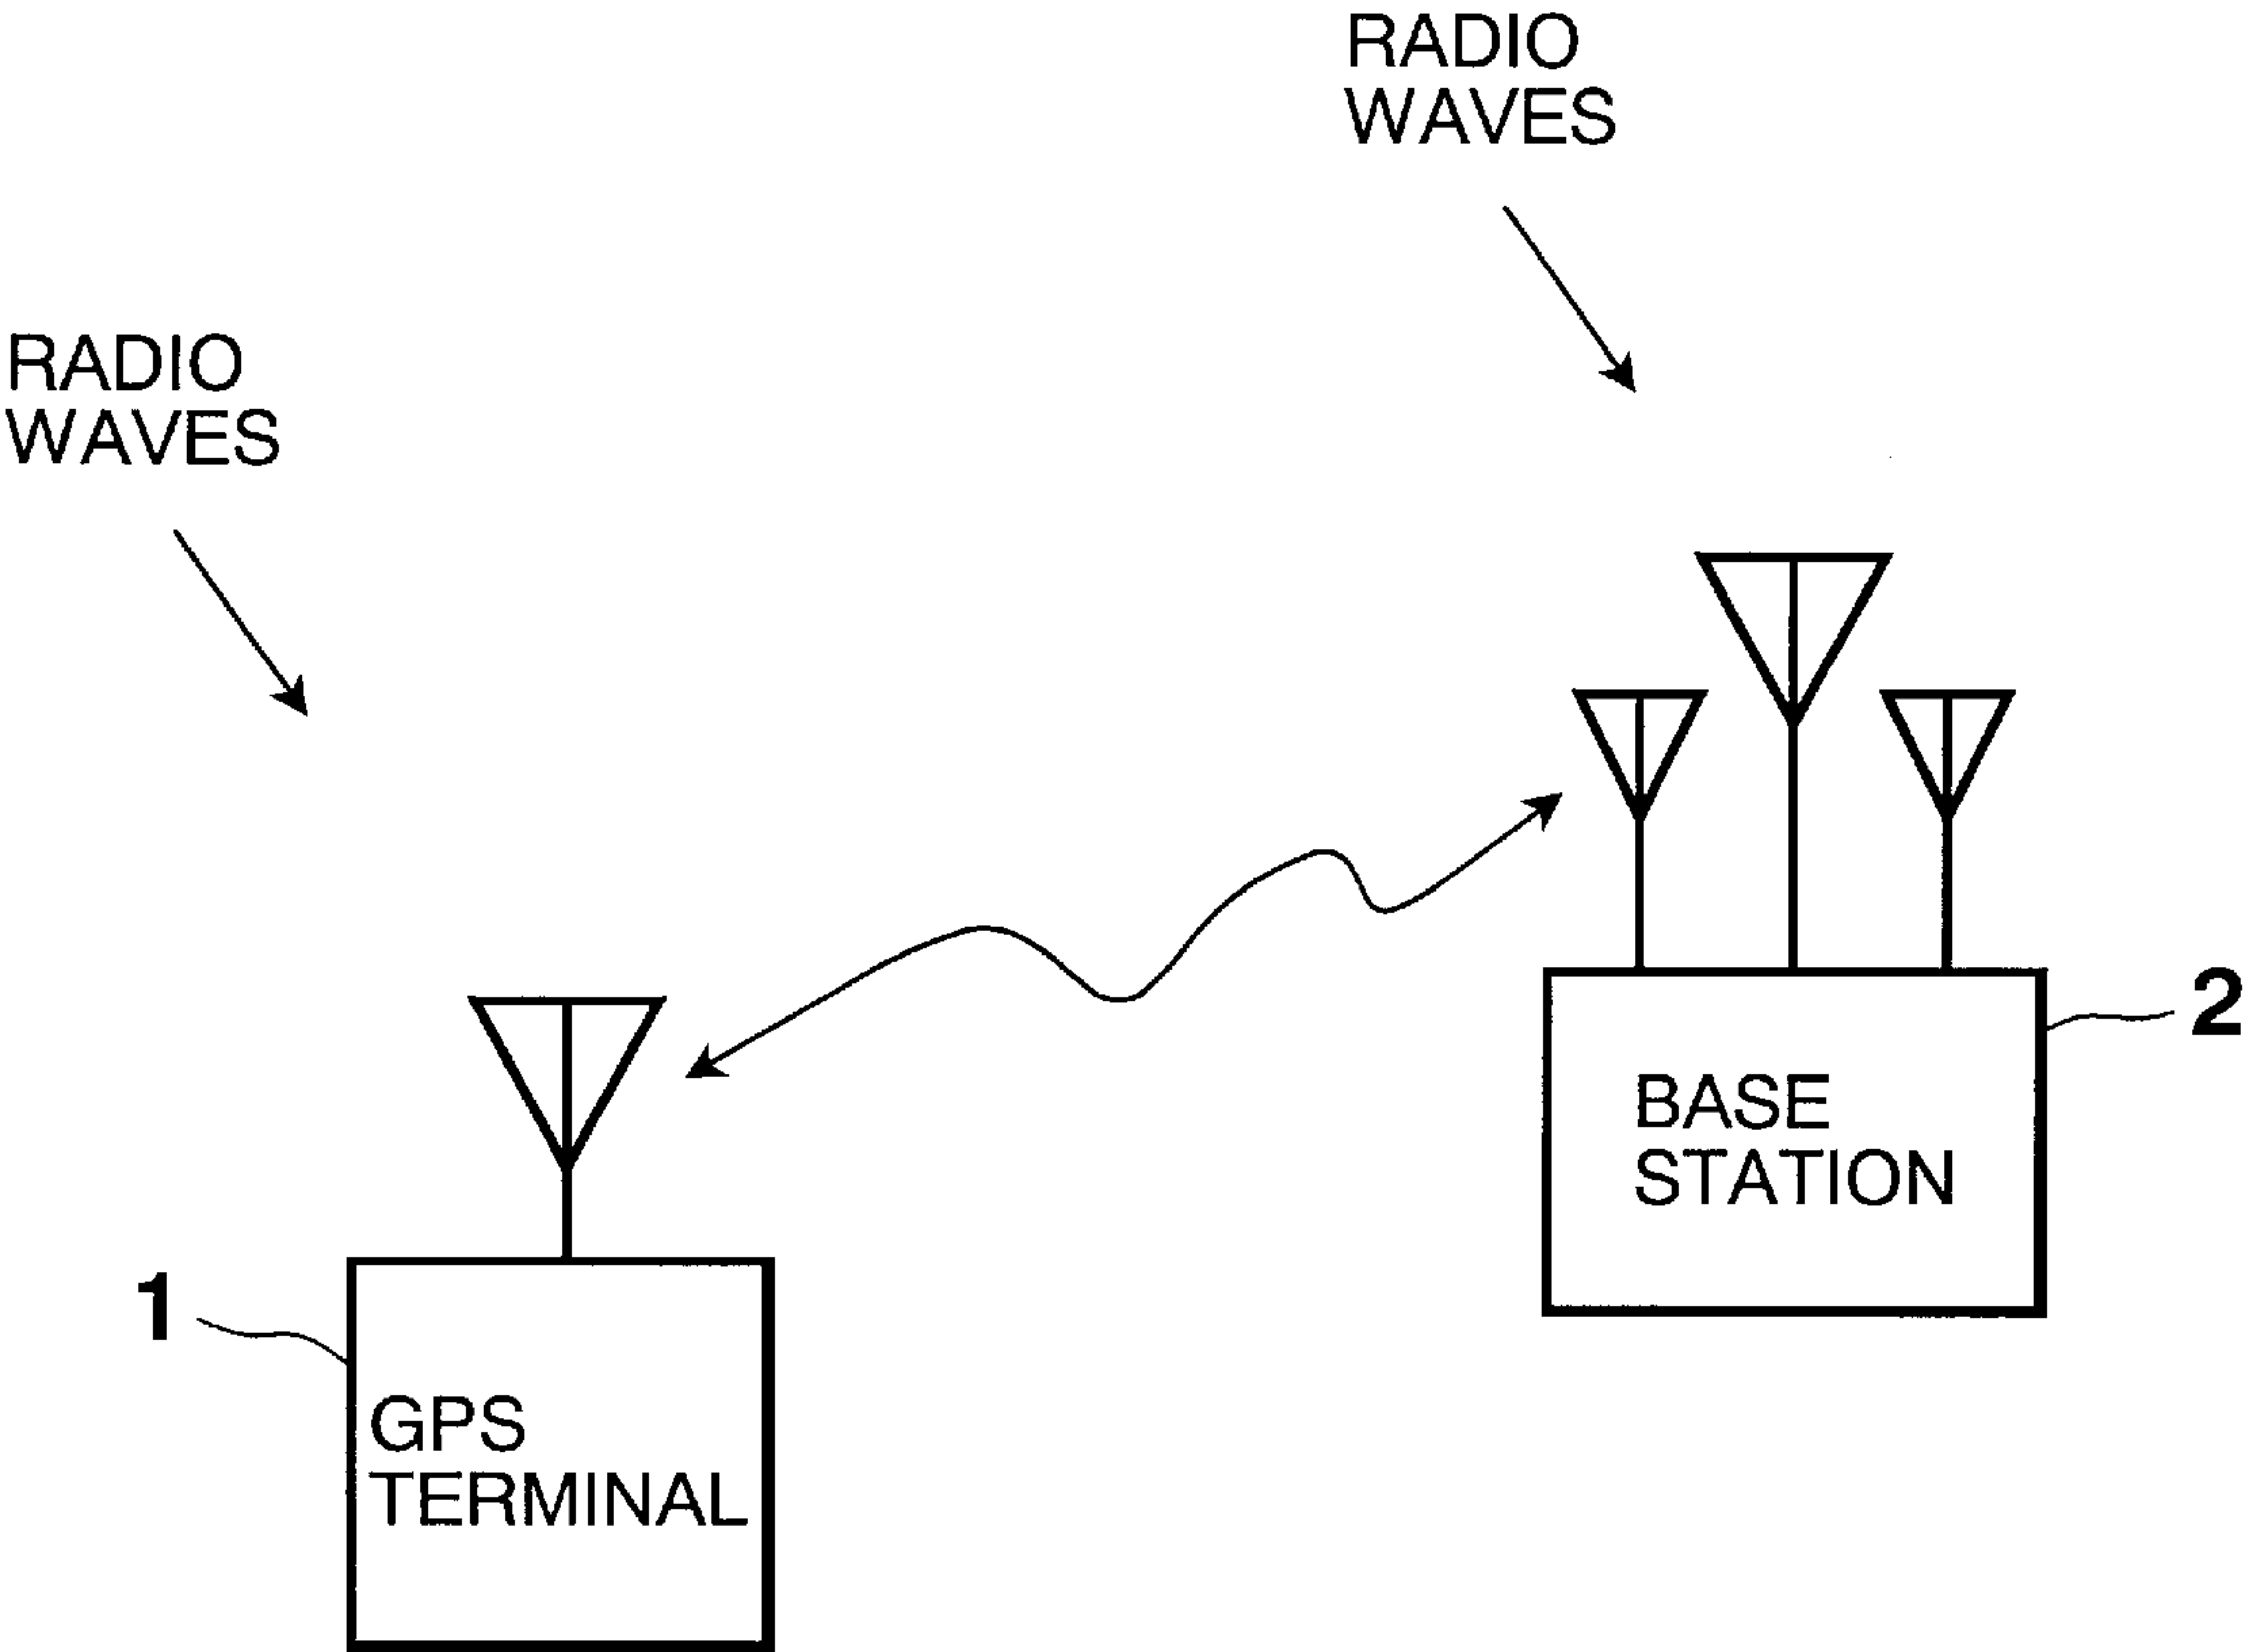 RADIO
WAVES
RADIO
WAVES
2
BASE
STATION
1
GPS
TERMINAL